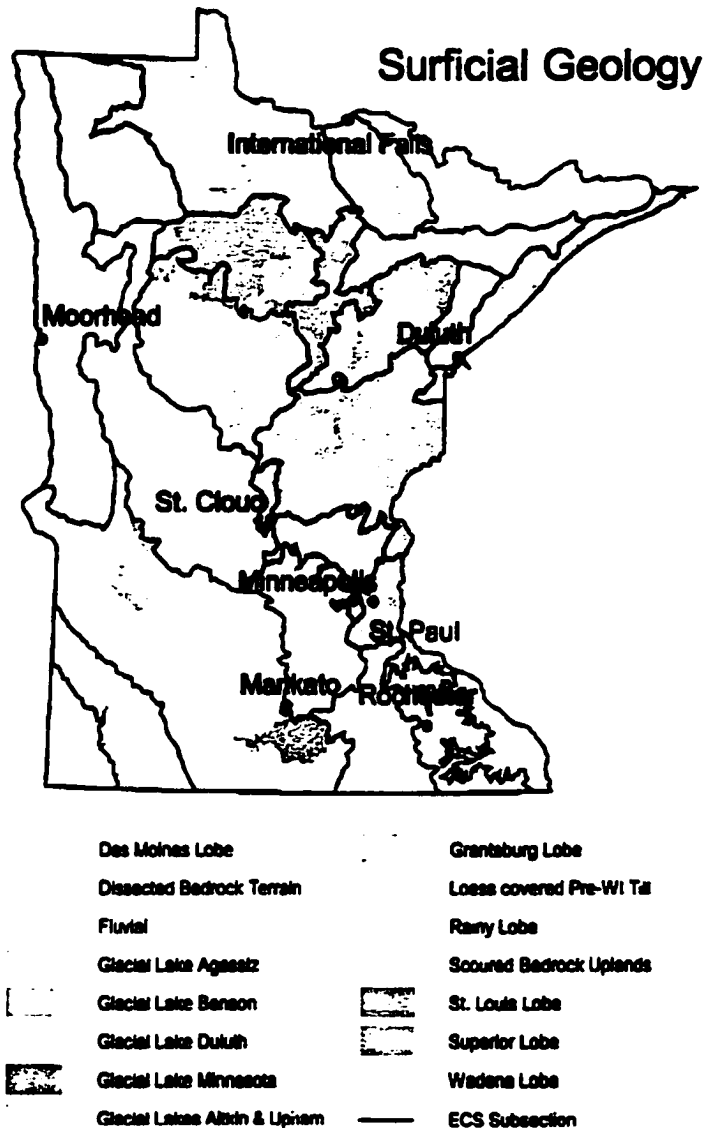 Surficial Geology
International Falls
Moorhead
Duluth
St. Cloud
Minneapolis
St. Paul
Mankato
Rochester
Des Moines Lobe
Dissected Bedrock Terrain
Fluvial
Glacial Lake Agassiz
Glacial Lake Benson
Glacial Lake Duluth
Glacial Lake Minnesota
Glacial Lakes Aitkin & Upham
Grantsburg Lobe
Loess covered Pre-WI Till
Rainy Lobe
Scoured Bedrock Uplands
St. Louis Lobe
Superior Lobe
Wadena Lobe
ECS Subsection